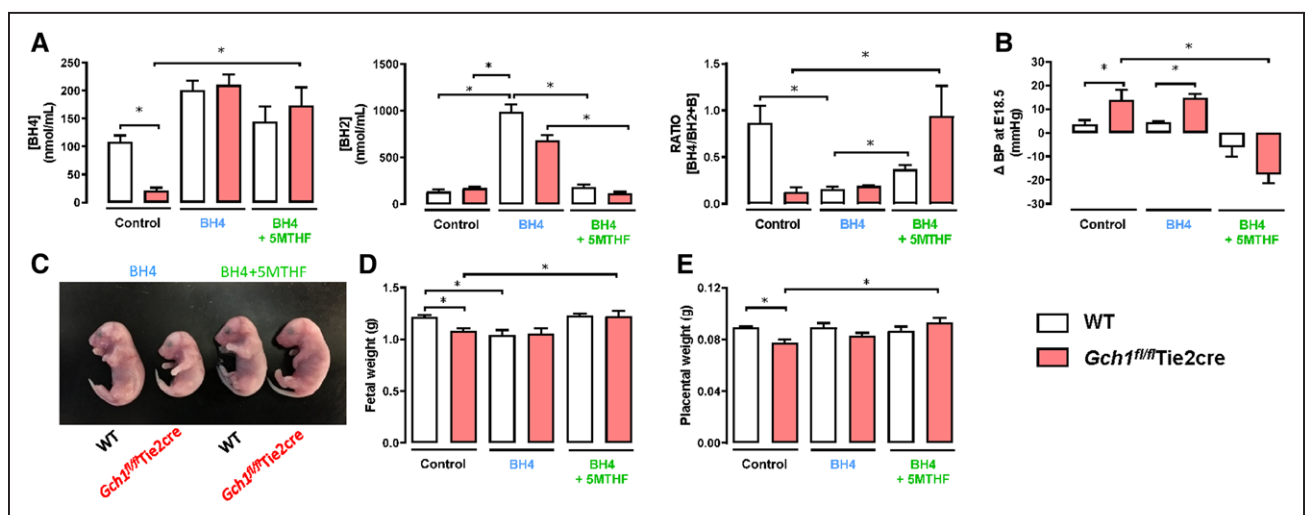 A
[BH4]
(nmol/mL)
250
200
150
100
50
0
*
*
Control
BH4
BH4
+ 5MTHF
[BH2]
(nmol/mL)
1500
1000
500
0
*
*
*
*
Control
BH4
BH4
+ 5MTHF
RATIO
[BH4/BH2+B]
1.5
1.0
0.5
0.0
*
*
*
Control
BH4
BH4
+ 5MTHF
B
Δ BP at E18.5
(mmHg)
30
20
10
0
-10
-20
-30
*
*
*
Control
BH4
BH4
+ 5MTHF
C
BH4
BH4+5MTHF
WT
Gch1fl/flTie2cre
WT
Gch1fl/flTie2cre
D
Fetal weight (g)
1.5
1.0
0.5
0.0
*
*
*
Control
BH4
BH4
+ 5MTHF
E
Placental weight (g)
0.12
0.08
0.04
0.00
*
*
Control
BH4
BH4
+ 5MTHF
WT
Gch1fl/flTie2cre